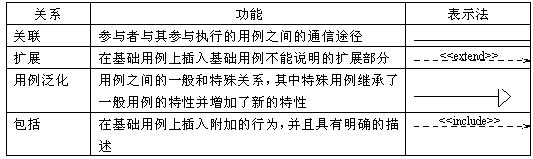 关系 功能 表示法
关联 参与者与其参与执行的用例之间的通信途径
扩展 在基础用例上插入基础用例不能说明的扩展部分 <<extend>>
用例泛化 用例之间的一般和特殊关系，其中特殊用例继承了
一般用例的特性并增加了新的特性
包括 在基础用例上插入附加的行为，并且具有明确的描 <<include>>
述